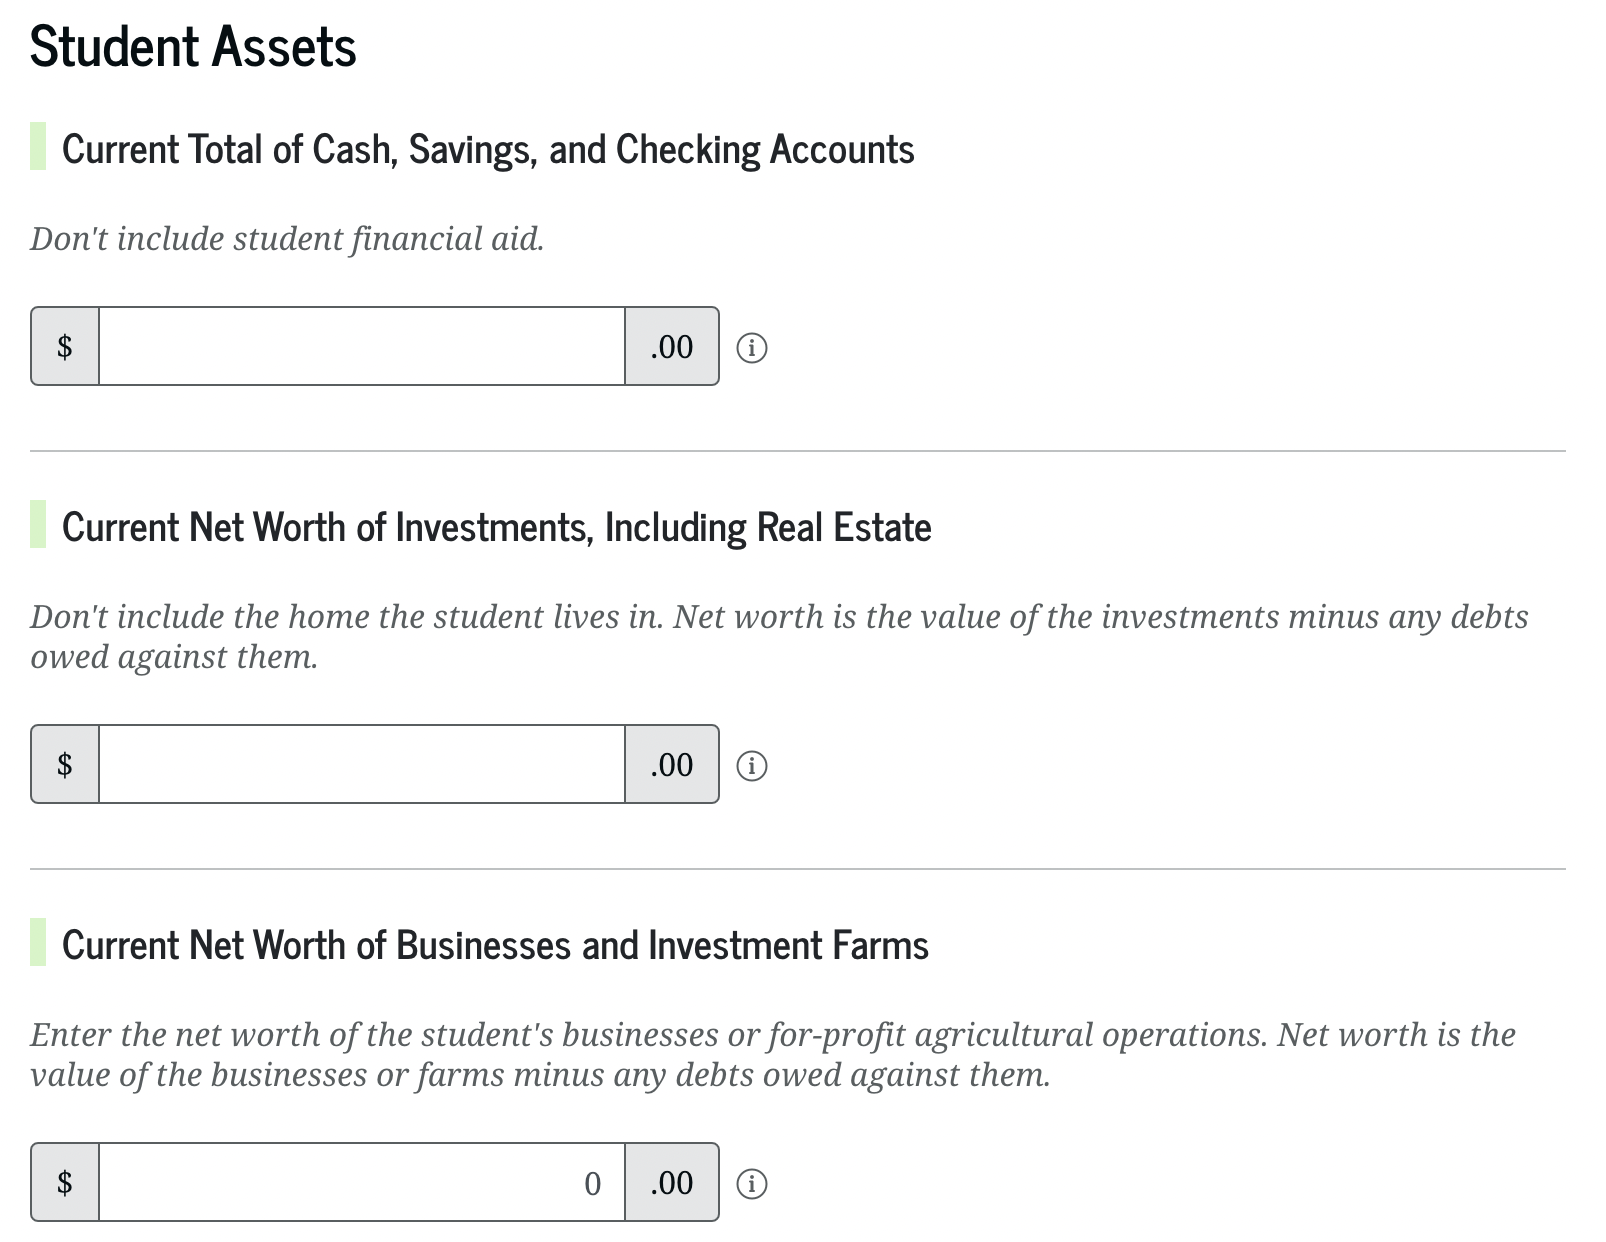 Student Assets
Current Total of Cash, Savings, and Checking Accounts
Don't include student financial aid.
$ .00
Current Net Worth of Investments, Including Real Estate
Don't include the home the student lives in. Net worth is the value of the investments minus any debts
owed against them.
$ .00
Current Net Worth of Businesses and Investment Farms
Enter the net worth of the student's businesses or for-profit agricultural operations. Net worth is the
value of the businesses or farms minus any debts owed against them.
$ 0 .00